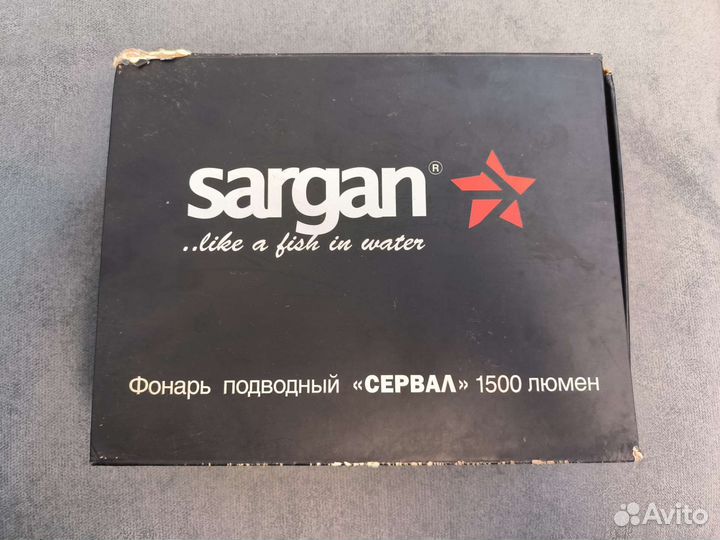 sargan®
..like a fish in water
Фонарь подводный «СЕРВАЛ» 1500 люмен
Avito